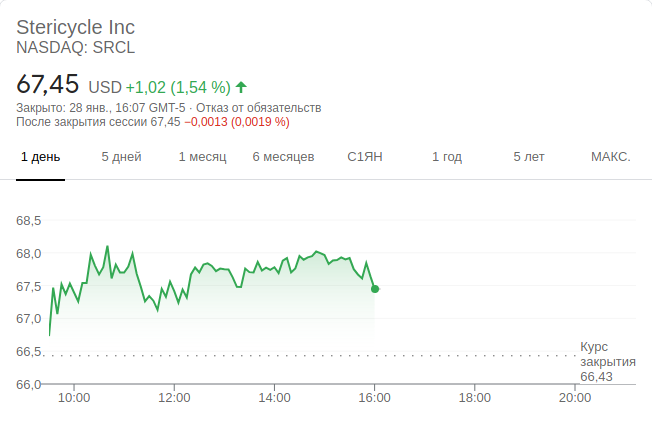 Stericycle Inc
NASDAQ: SRCL
67,45 USD +1,02 (1,54 %)
Закрыто: 28 янв., 16:07 GMT-5 · Отказ от обязательств
После закрытия сессии 67,45 −0,0013 (0,0019 %)
1 день 5 дней 1 месяц 6 месяцев С1ЯН 1 год 5 лет МАКС.
68,5
68,0
67,5
67,0
66,5
66,0
Курс
закрытия
66,43
10:00 12:00 14:00 16:00 18:00 20:00